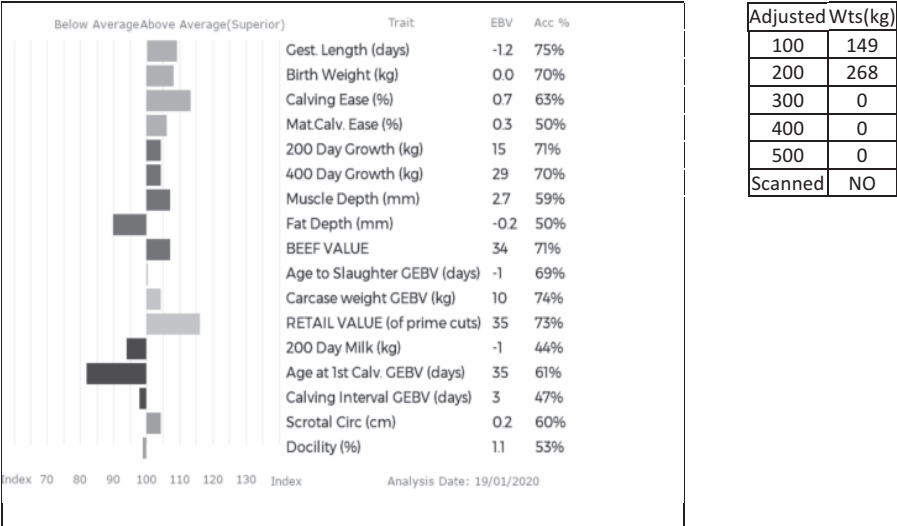 Below Average Above Average(Superior) Trait EBV Acc %
Gest. Length (days) -1.2 75%
Birth Weight (kg) 0.0 70%
Calving Ease (%) 0.7 63%
Mat.Calv. Ease (%) 0.3 50%
200 Day Growth (kg) 15 71%
400 Day Growth (kg) 29 70%
Muscle Depth (mm) 2.7 59%
Fat Depth (mm) -0.2 50%
BEEF VALUE 34 71%
Age to Slaughter GEBV (days) -1 69%
Carcase weight GEBV (kg) 10 74%
RETAIL VALUE (of prime cuts) 35 73%
200 Day Milk (kg) -1 44%
Age at 1st Calv. GEBV (days) 35 61%
Calving Interval GEBV (days) 3 47%
Scrotal Circ (cm) 0.2 60%
Docility (%) 1.1 53%
Index 70 80 90 100 110 120 130 Index Analysis Date: 19/01/2020
Adjusted Wts(kg)
100 149
200 268
300 0
400 0
500 0
Scanned NO